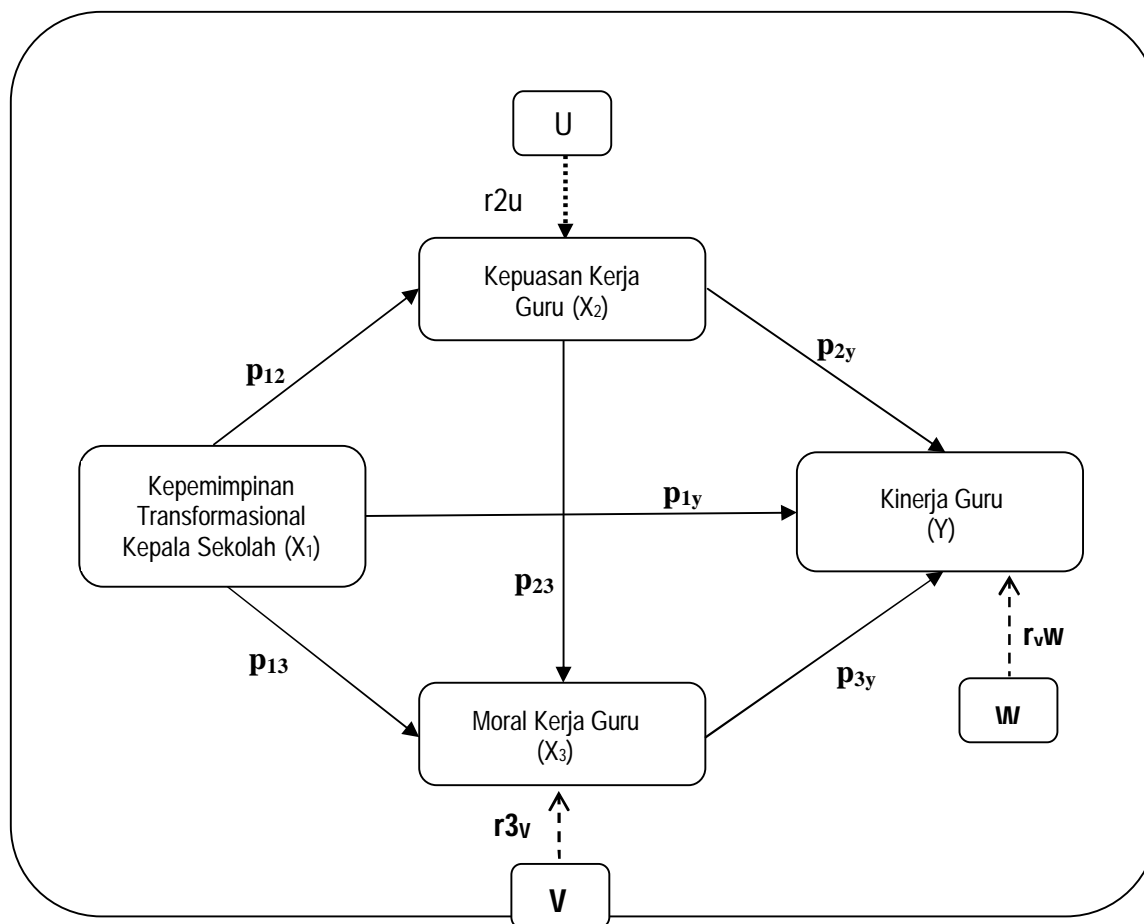 U
r2u
Kepuasan Kerja
Guru (X₂)
p₂y
p₁₂
Kepemimpinan
Transformasional
Kepala Sekolah (X₁)
p₁y
Kinerja Guru
(Y)
p₂₃
p₁₃
rᵥw
p₃y
Moral Kerja Guru
(X₃)
w
r3ᵥ
V